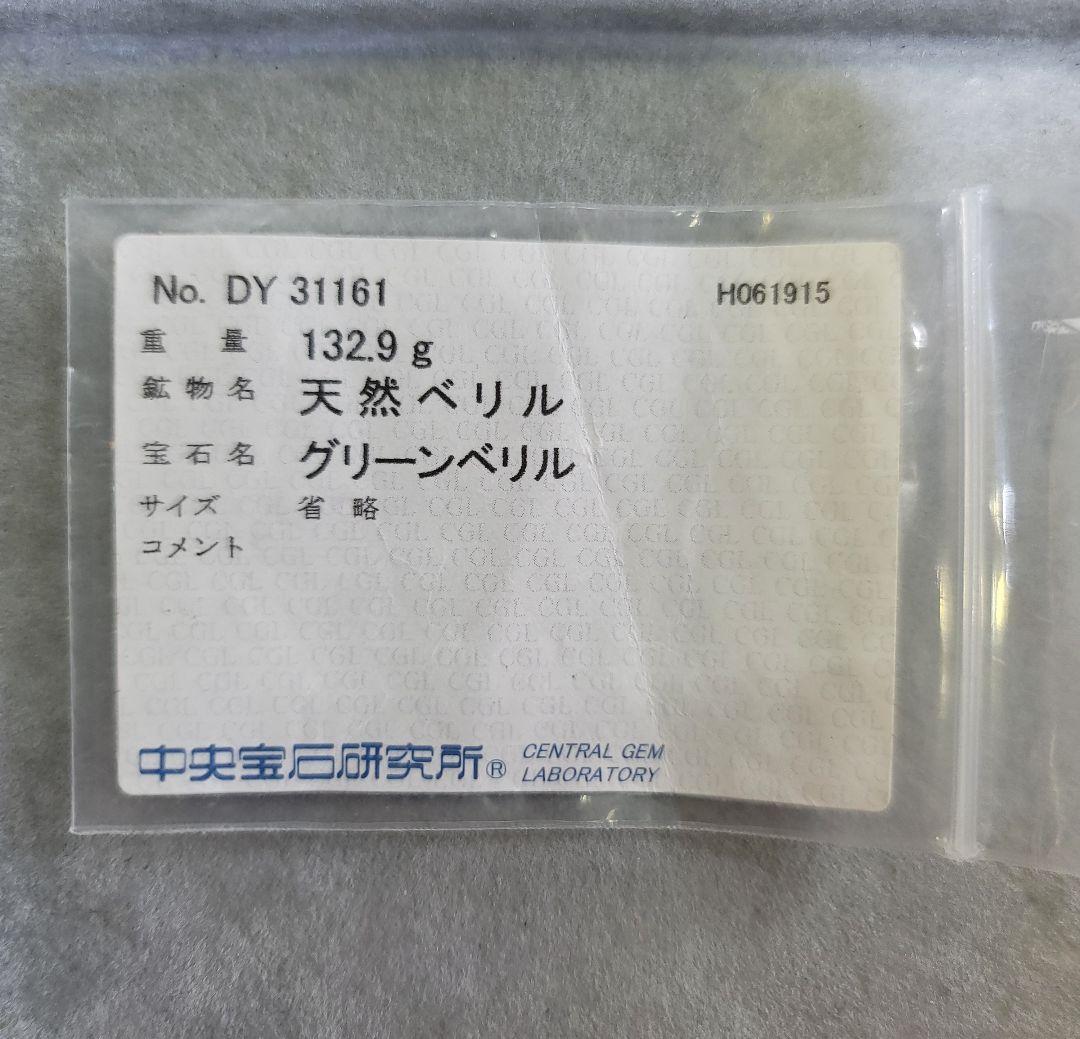 No. DY 31161 H061915
重量 132.9 g
鉱物名 天然ベリル
宝石名 グリーンベリル
サイズ 省略
コメント
中央宝石研究所® CENTRAL GEM
LABORATORY